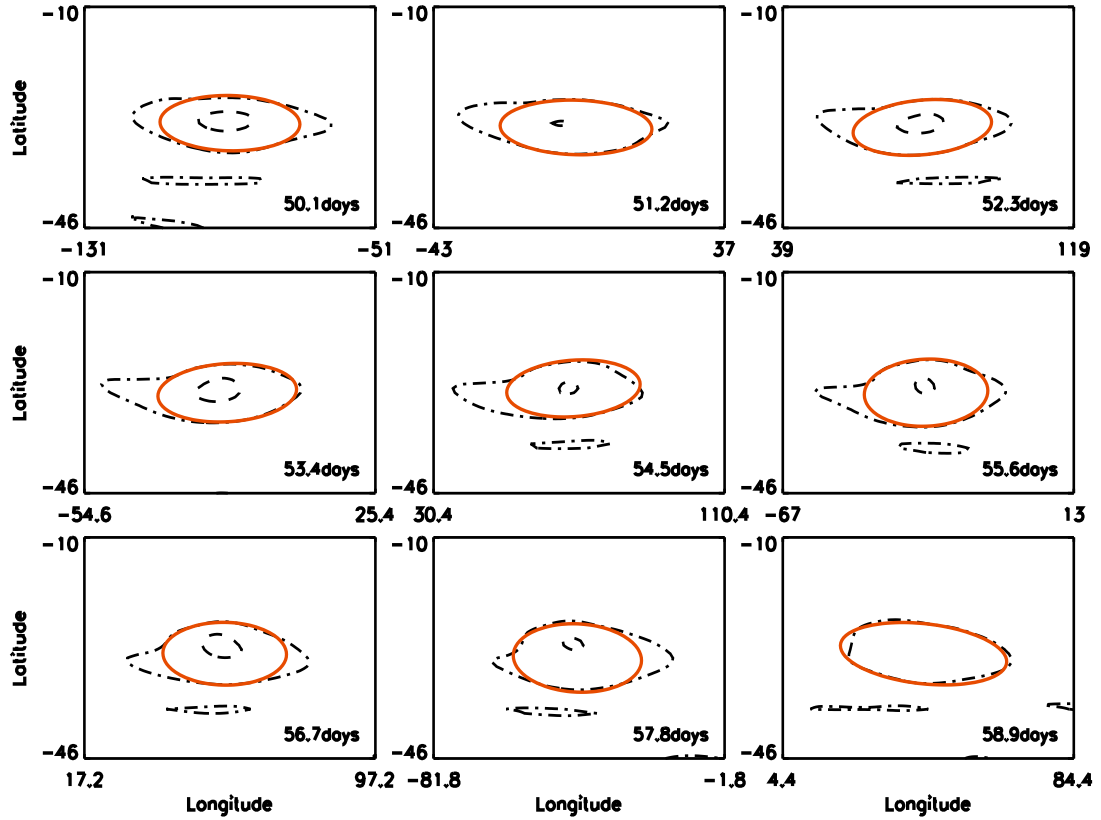 -10
-10
-10
Latitude
50.1days
51.2days
52.3days
-46
-46
-46
-131
-51
-43
37
39
119
-10
-10
-10
Latitude
53.4days
54.5days
55.6days
-46
-46
-46
-54.6
25.4
30.4
110.4
-67
13
-10
-10
-10
Latitude
56.7days
57.8days
58.9days
-46
-46
-46
17.2
97.2
-81.8
-1.8
4.4
84.4
Longitude
Longitude
Longitude